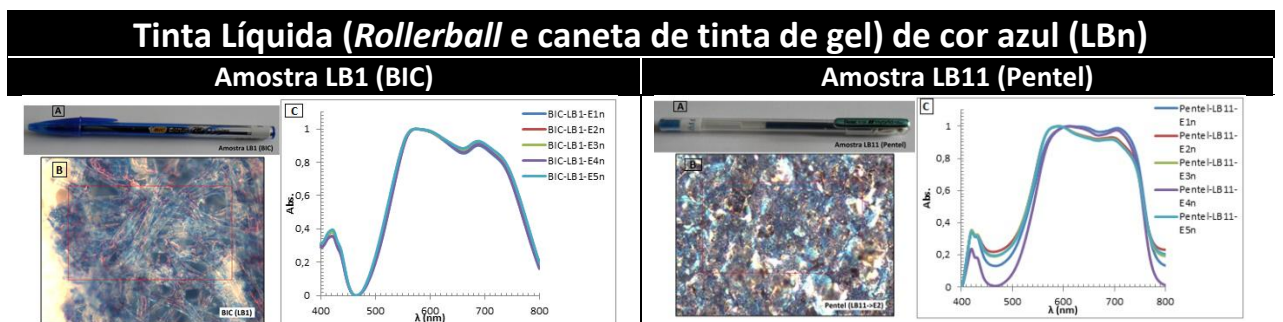 Tinta Líquida (Rollerball e caneta de tinta de gel) de cor azul (LBn)
Amostra LB1 (BIC)
Amostra LB11 (Pentel)
A
Amostra LB1 (BIC)
B
BIC (LB1)
C
BIC-LB1-E1n
BIC-LB1-E2n
BIC-LB1-E3n
BIC-LB1-E4n
BIC-LB1-E5n
Abs.
1
0,8
0,6
0,4
0,2
0
400 500 600 700 800
λ (nm)
A
Amostra LB11 (Pentel)
B
Pentel (LB11->E2)
C
Pentel-LB11-
E1n
Pentel-LB11-
E2n
Pentel-LB11-
E3n
Pentel-LB11-
E4n
Pentel-LB11-
E5n
Abs.
1
0,8
0,6
0,4
0,2
0
400 500 600 700 800
λ (nm)